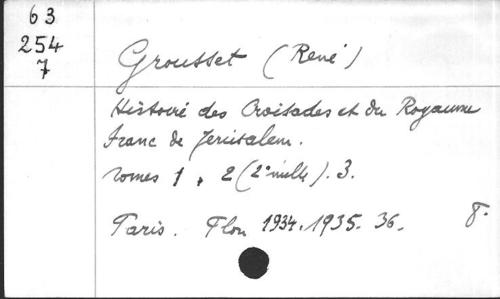 63
254
7
Grousset (René)
Histoire des Croisades et du Royaume
Franc de Jerusalem.
Tomes 1, 2 (2e mille). 3.
Paris. Plon 1934. 1935. 36. 8.